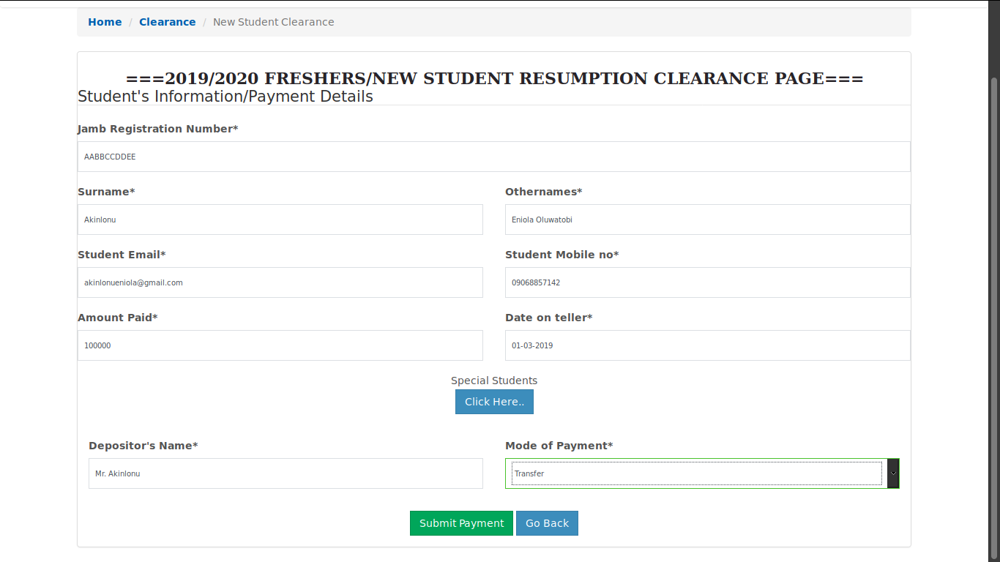 Home / Clearance / New Student Clearance
===2019/2020 FRESHERS/NEW STUDENT RESUMPTION CLEARANCE PAGE===
Student's Information/Payment Details
Jamb Registration Number*
AABBCCDDEE
Surname* Othernames*
Akinlonu Eniola Oluwatobi
Student Email* Student Mobile no*
akinlonueniola@gmail.com 09068857142
Amount Paid* Date on teller*
100000 01-03-2019
Special Students
Click Here..
Depositor's Name* Mode of Payment*
Mr. Akinlonu Transfer
Submit Payment Go Back